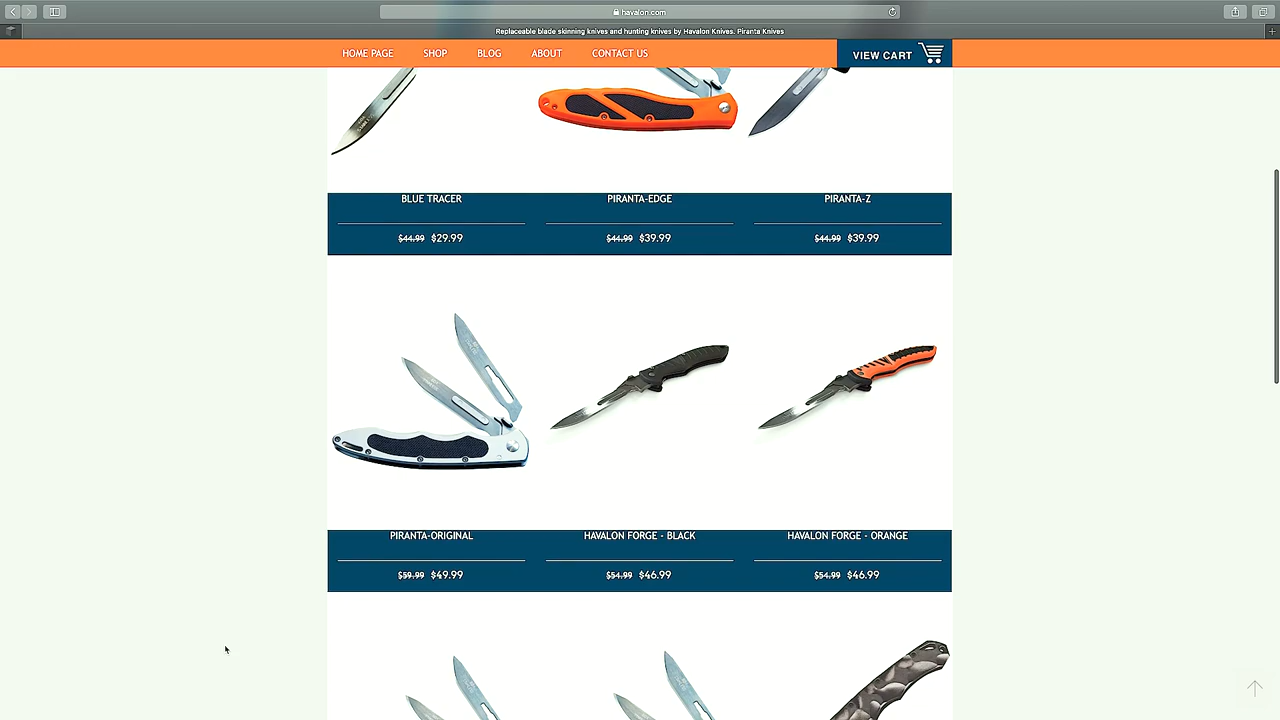 havalon.com
Replaceable blade skinning knives and hunting knives by Havalon Knives. Piranta Knives
HOME PAGE SHOP BLOG ABOUT CONTACT US VIEW CART
BLUE TRACER PIRANTA-EDGE PIRANTA-Z
$44.99 $29.99 $44.99 $39.99 $44.99 $39.99
PIRANTA-ORIGINAL HAVALON FORGE - BLACK HAVALON FORGE - ORANGE
$59.99 $49.99 $54.99 $46.99 $54.99 $46.99